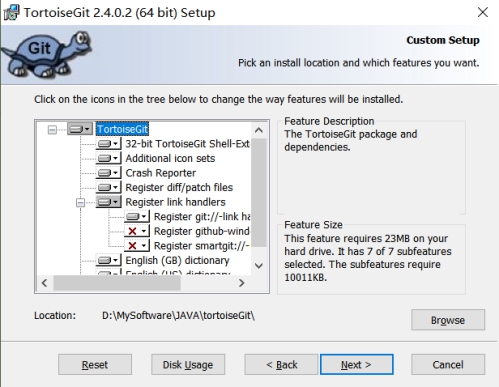 TortoiseGit 2.4.0.2 (64 bit) Setup
Git
Custom Setup
Pick an install location and which features you want.
Click on the icons in the tree below to change the way features will be installed.
TortoiseGit
32-bit TortoiseGit Shell-Ext
Additional icon sets
Crash Reporter
Register diff/patch files
Register link handlers
Register git://-link ha
Register github-wind
Register smartgit://-
English (GB) dictionary
English (US) dictionary
Feature Description
The TortoiseGit package and
dependencies.
Feature Size
This feature requires 23MB on your
hard drive. It has 7 of 7 subfeatures
selected. The subfeatures require
10011KB.
Location: D:\MySoftware\JAVA\tortoiseGit\
Browse
Reset
Disk Usage
< Back
Next >
Cancel